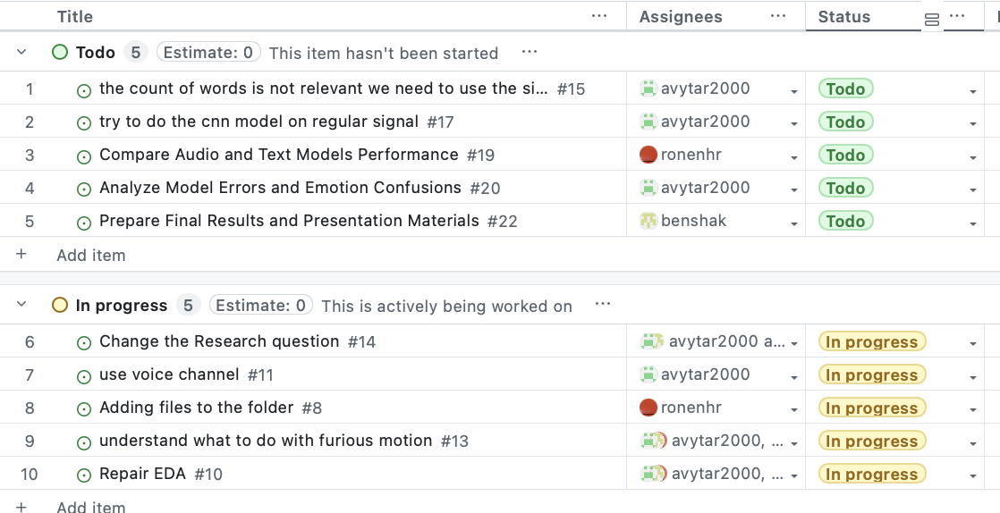 Title ... Assignees ... Status ...
Todo 5 Estimate: 0 This item hasn't been started ...
1 the count of words is not relevant we need to use the si... #15 avytar2000 Todo
2 try to do the cnn model on regular signal #17 avytar2000 Todo
3 Compare Audio and Text Models Performance #19 ronenhr Todo
4 Analyze Model Errors and Emotion Confusions #20 avytar2000 Todo
5 Prepare Final Results and Presentation Materials #22 benshak Todo
+ Add item
In progress 5 Estimate: 0 This is actively being worked on ...
6 Change the Research question #14 avytar2000 a... In progress
7 use voice channel #11 avytar2000 In progress
8 Adding files to the folder #8 ronenhr In progress
9 understand what to do with furious motion #13 avytar2000, ... In progress
10 Repair EDA #10 avytar2000, ... In progress
+ Add item